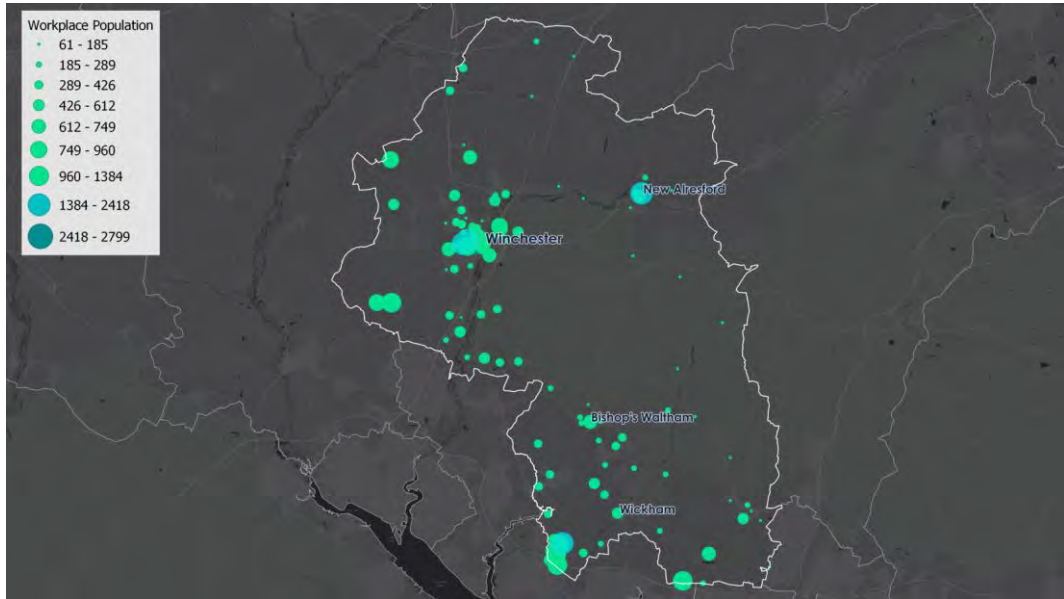 Workplace Population
61 - 185
185 - 289
289 - 426
426 - 612
612 - 749
749 - 960
960 - 1384
1384 - 2418
2418 - 2799
New Alresford
Winchester
Bishop's Waltham
Wickham